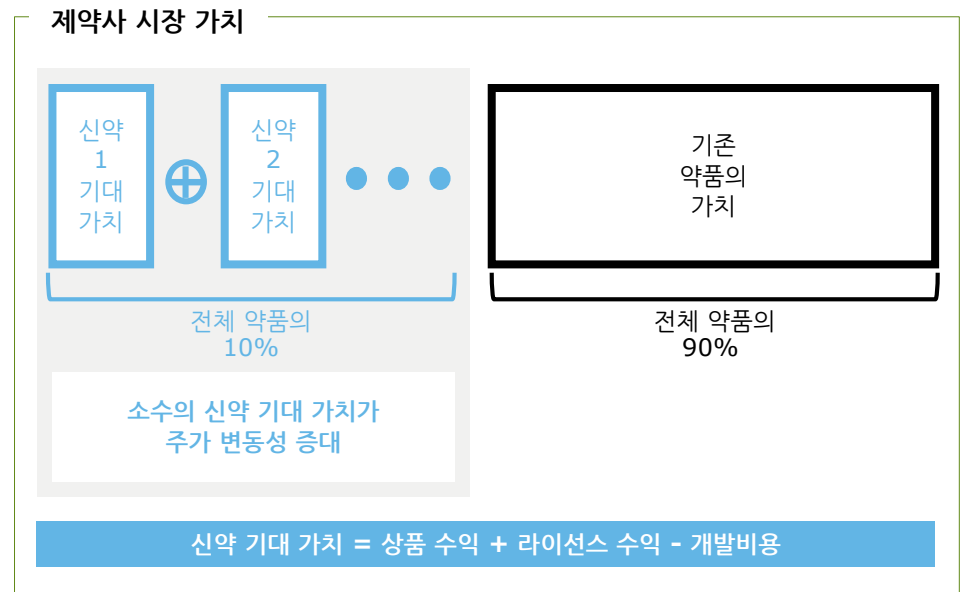 제약사 시장 가치
신약
1
기대
가치
신약
2
기대
가치
기존
약품의
가치
전체 약품의
10%
전체 약품의
90%
소수의 신약 기대 가치가
주가 변동성 증대
신약 기대 가치 = 상품 수익 + 라이선스 수익 - 개발비용